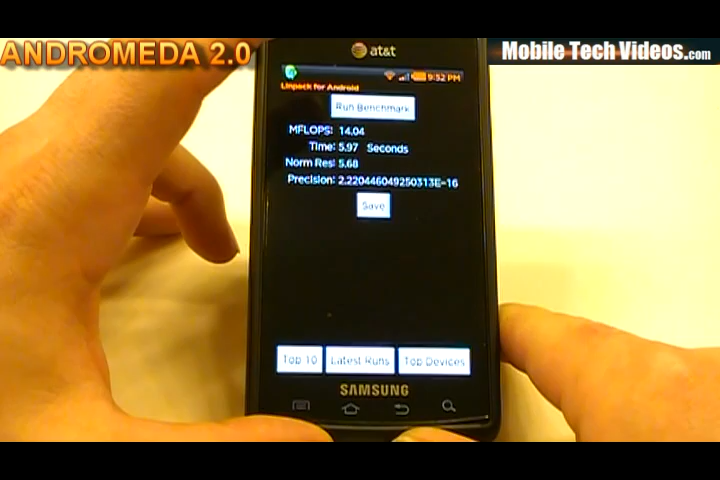 ANDROMEDA 2.0
Mobile Tech Videos.com
at&t
9:52 PM
Linpack for Android
Run Benchmark
MFLOPS: 14.04
Time: 5.97 Seconds
Norm Res: 5.68
Precision: 2.220446049250313E-16
Save
Top 10
Latest Runs
Top Devices
SAMSUNG